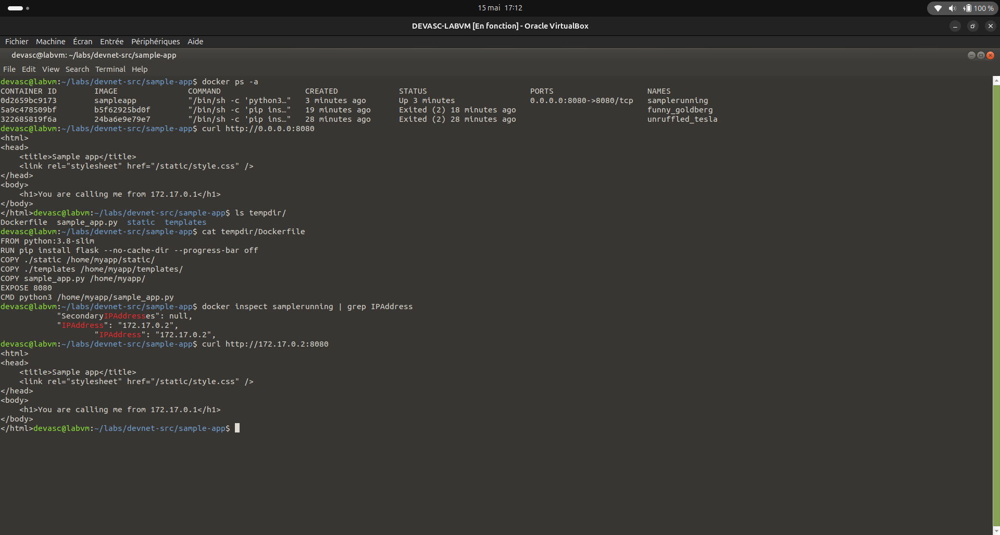 15 mai 17:12
100 %
DEVASC-LABVM [En fonction] - Oracle VirtualBox
Fichier Machine Écran Entrée Périphériques Aide
devasc@labvm: ~/labs/devnet-src/sample-app
File Edit View Search Terminal Help
devasc@labvm:~/labs/devnet-src/sample-app$ docker ps -a
CONTAINER ID        IMAGE               COMMAND                  CREATED             STATUS                      PORTS                    NAMES
0d2659bc9173        sampleapp           "/bin/sh -c 'python3…"   3 minutes ago       Up 3 minutes                0.0.0.0:8080->8080/tcp   samplerunning
5a9c478509bf        b5f62925bd0f        "/bin/sh -c 'pip ins…"   19 minutes ago      Exited (2) 18 minutes ago                            funny_goldberg
322685819f6a        24ba6e9e79e7        "/bin/sh -c 'pip ins…"   28 minutes ago      Exited (2) 28 minutes ago                            unruffled_tesla
devasc@labvm:~/labs/devnet-src/sample-app$ curl http://0.0.0.0:8080
<html>
<head>
    <title>Sample app</title>
    <link rel="stylesheet" href="/static/style.css" />
</head>
<body>
    <h1>You are calling me from 172.17.0.1</h1>
</body>
</html>devasc@labvm:~/labs/devnet-src/sample-app$ ls tempdir/
Dockerfile  sample_app.py  static  templates
devasc@labvm:~/labs/devnet-src/sample-app$ cat tempdir/Dockerfile
FROM python:3.8-slim
RUN pip install flask --no-cache-dir --progress-bar off
COPY ./static /home/myapp/static/
COPY ./templates /home/myapp/templates/
COPY sample_app.py /home/myapp/
EXPOSE 8080
CMD python3 /home/myapp/sample_app.py
devasc@labvm:~/labs/devnet-src/sample-app$ docker inspect samplerunning | grep IPAddress
            "SecondaryIPAddresses": null,
            "IPAddress": "172.17.0.2",
                    "IPAddress": "172.17.0.2",
devasc@labvm:~/labs/devnet-src/sample-app$ curl http://172.17.0.2:8080
<html>
<head>
    <title>Sample app</title>
    <link rel="stylesheet" href="/static/style.css" />
</head>
<body>
    <h1>You are calling me from 172.17.0.1</h1>
</body>
</html>devasc@labvm:~/labs/devnet-src/sample-app$